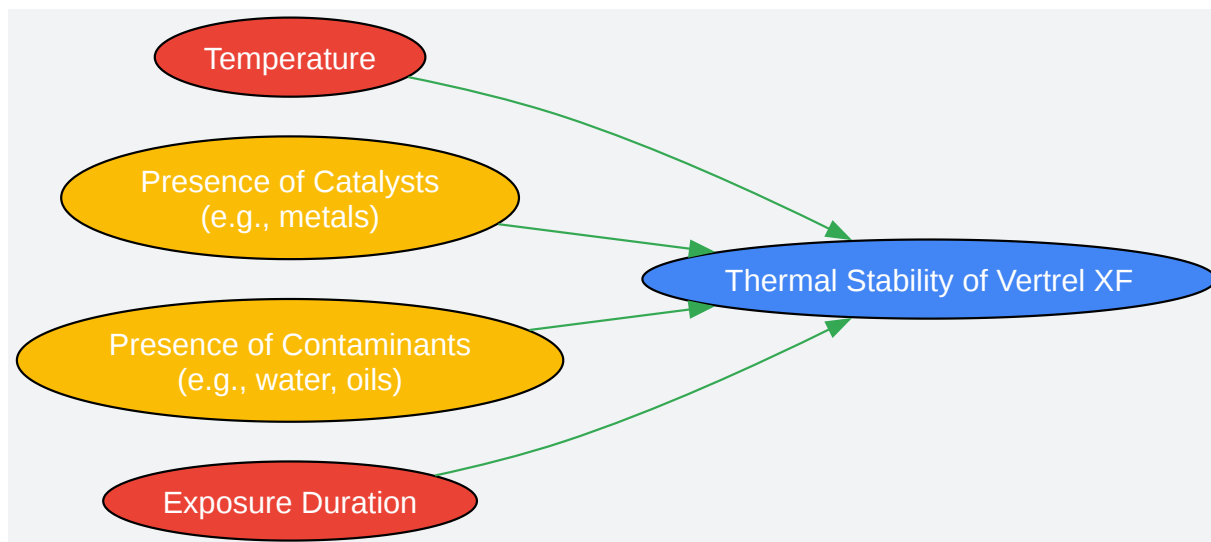 Temperature
Presence of Catalysts
(e.g., metals)
Thermal Stability of Vertrel XF
Presence of Contaminants
(e.g., water, oils)
Exposure Duration